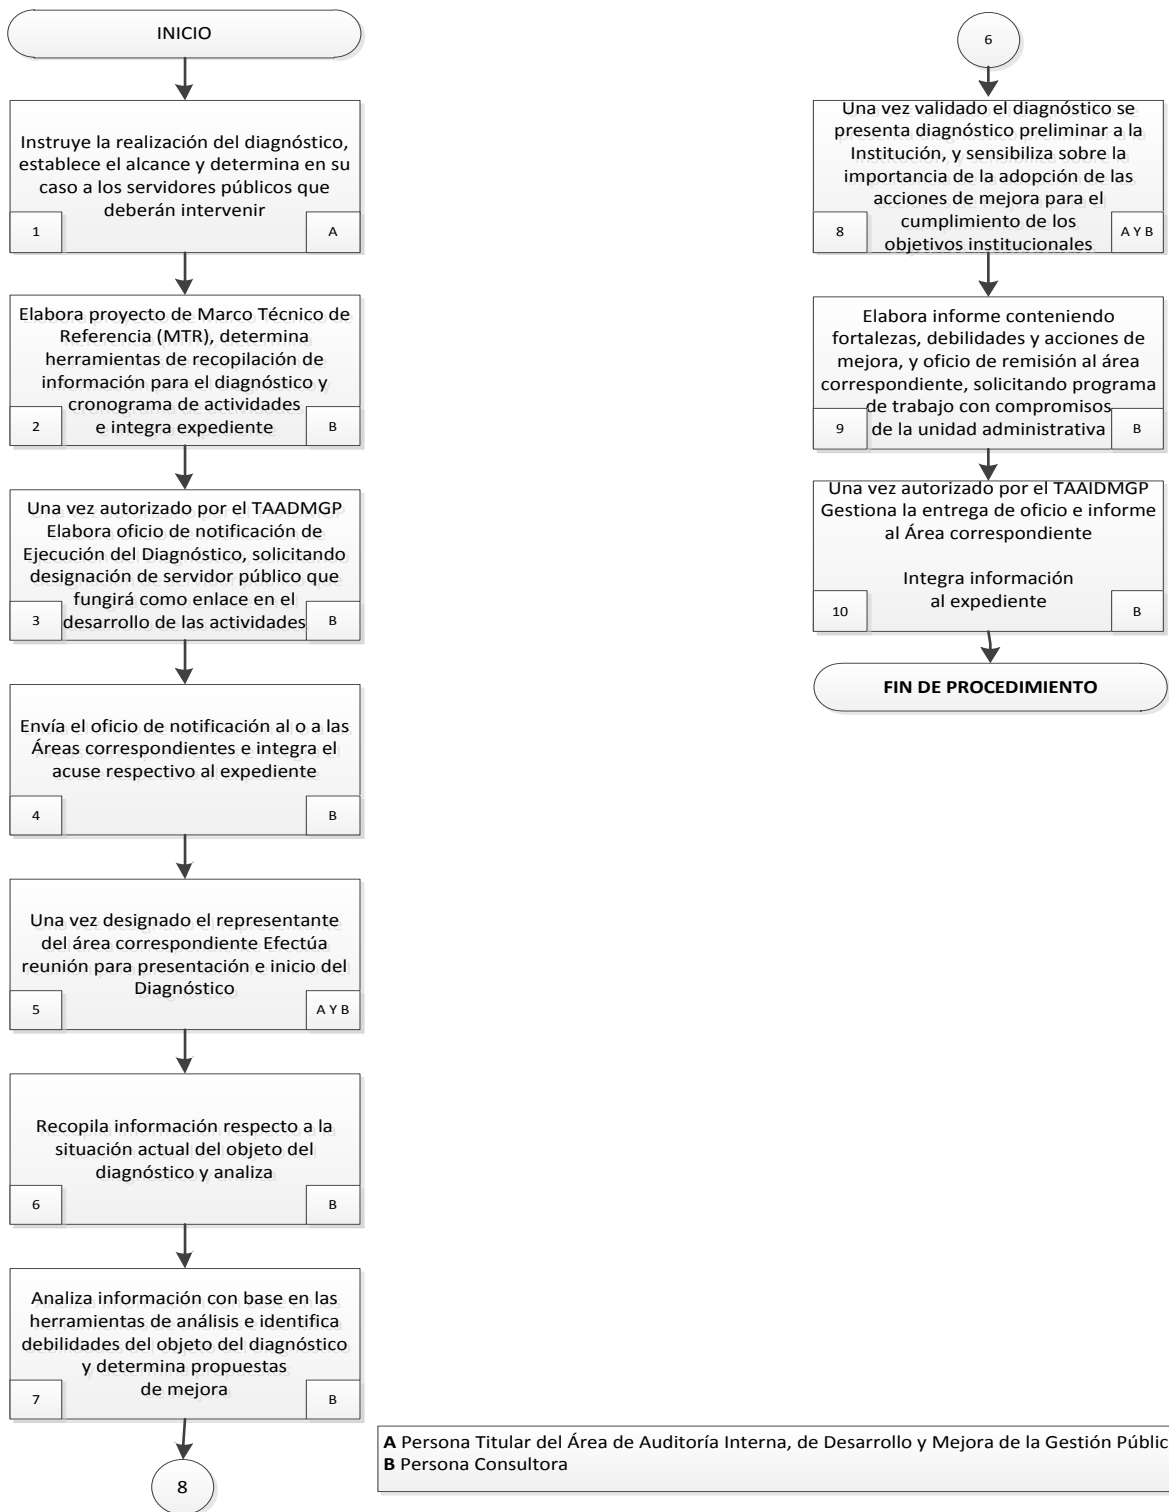 INICIO
Instruye la realización del diagnóstico,
establece el alcance y determina en su
caso a los servidores públicos que
deberán intervenir
1
A
Elabora proyecto de Marco Técnico de
Referencia (MTR), determina
herramientas de recopilación de
información para el diagnóstico y
cronograma de actividades
e integra expediente
2
B
Una vez autorizado por el TAADMGP
Elabora oficio de notificación de
Ejecución del Diagnóstico, solicitando
designación de servidor público que
fungirá como enlace en el
desarrollo de las actividades
3
B
Envía el oficio de notificación al o a las
Áreas correspondientes e integra el
acuse respectivo al expediente
4
B
Una vez designado el representante
del área correspondiente Efectúa
reunión para presentación e inicio del
Diagnóstico
5
A Y B
Recopila información respecto a la
situación actual del objeto del
diagnóstico y analiza
6
B
Analiza información con base en las
herramientas de análisis e identifica
debilidades del objeto del diagnóstico
y determina propuestas
de mejora
7
B
8
6
Una vez validado el diagnóstico se
presenta diagnóstico preliminar a la
Institución, y sensibiliza sobre la
importancia de la adopción de las
acciones de mejora para el
cumplimiento de los
objetivos institucionales
8
A Y B
Elabora informe conteniendo
fortalezas, debilidades y acciones de
mejora, y oficio de remisión al área
correspondiente, solicitando programa
de trabajo con compromisos
de la unidad administrativa
9
B
Una vez autorizado por el TAAIDMGP
Gestiona la entrega de oficio e informe
al Área correspondiente
Integra información
al expediente
10
B
FIN DE PROCEDIMIENTO
A Persona Titular del Área de Auditoría Interna, de Desarrollo y Mejora de la Gestión Públic
B Persona Consultora